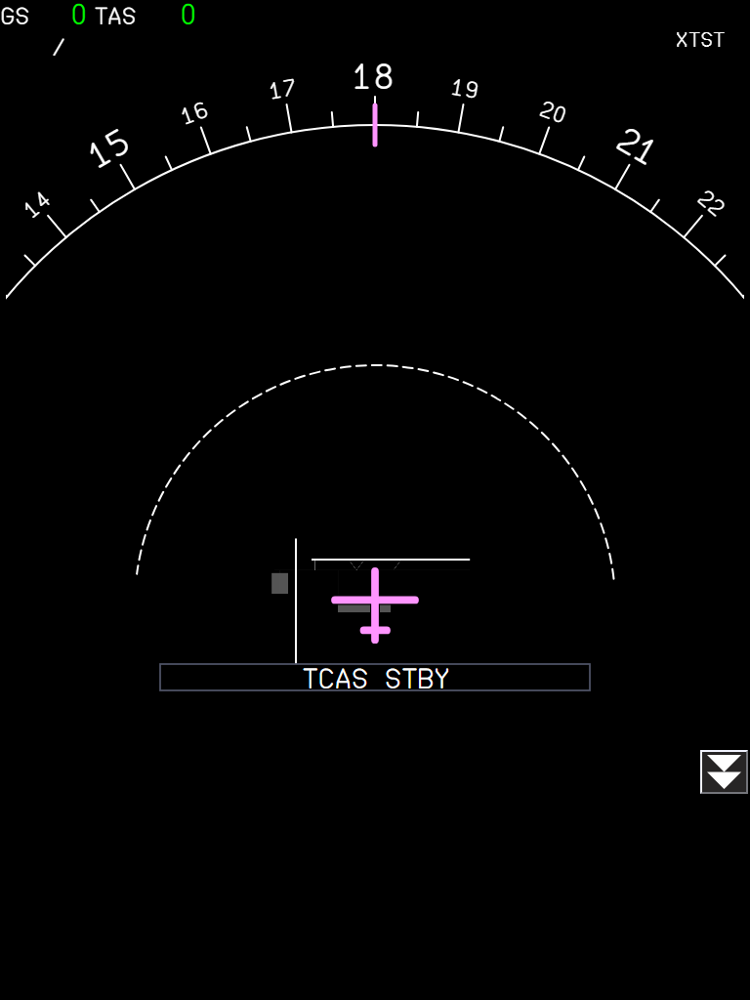 GS 0 TAS 0
/
XTST
18
17 19
16 20
15 21
14 22
TCAS STBY